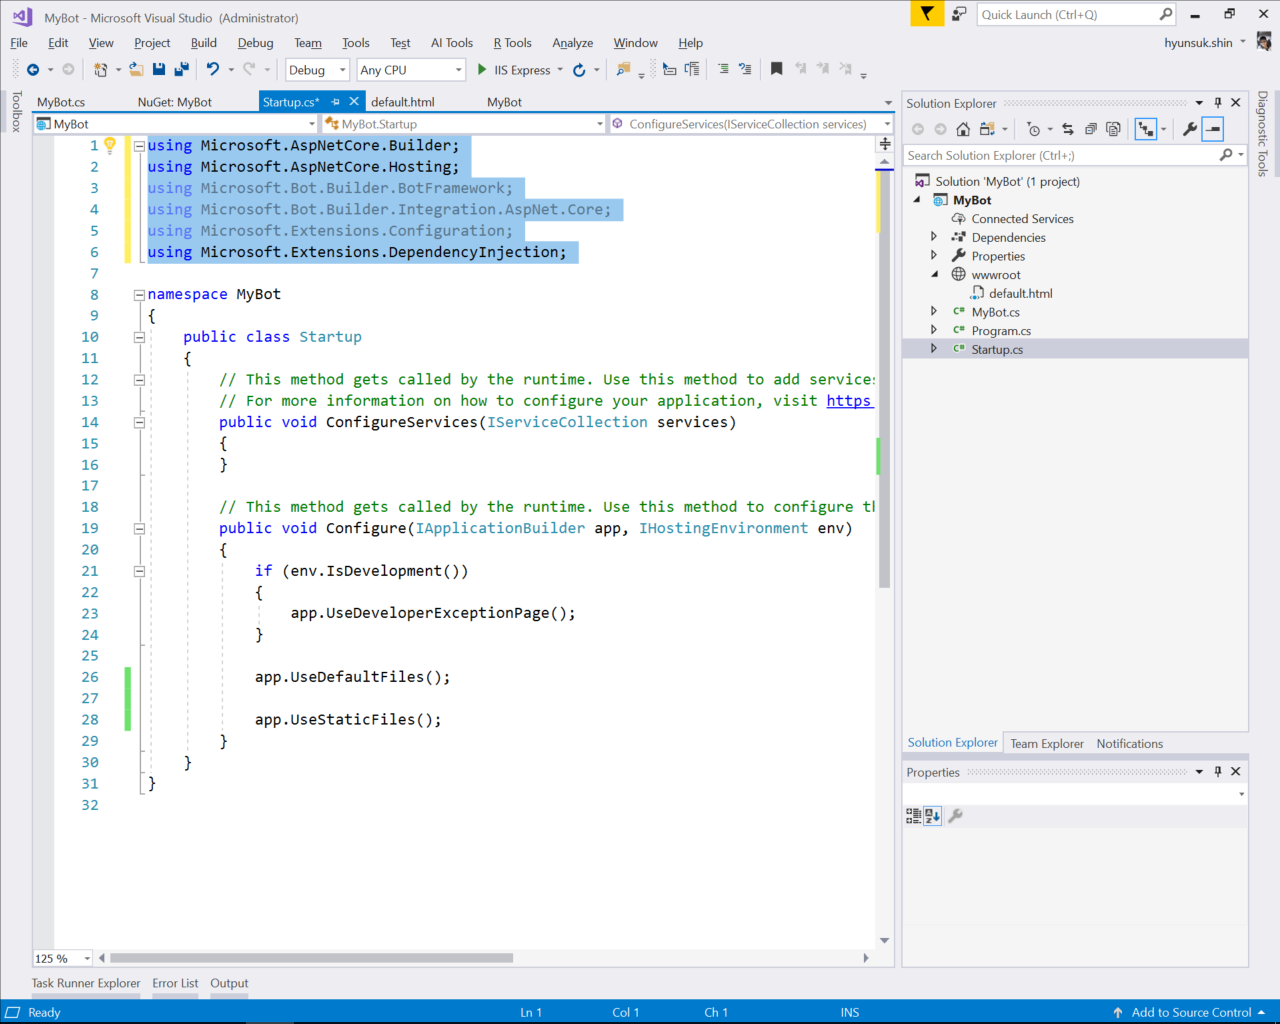 MyBot - Microsoft Visual Studio (Administrator)
Quick Launch (Ctrl+Q)
File Edit View Project Build Debug Team Tools Test AI Tools R Tools Analyze Window Help
hyunsuk.shin
Debug Any CPU IIS Express
Toolbox
MyBot.cs NuGet: MyBot Startup.cs* default.html MyBot
MyBot MyBot.Startup ConfigureServices(IServiceCollection services)
1 using Microsoft.AspNetCore.Builder;
2 using Microsoft.AspNetCore.Hosting;
3 using Microsoft.Bot.Builder.BotFramework;
4 using Microsoft.Bot.Builder.Integration.AspNet.Core;
5 using Microsoft.Extensions.Configuration;
6 using Microsoft.Extensions.DependencyInjection;
7
8 namespace MyBot
9 {
10 public class Startup
11 {
12 // This method gets called by the runtime. Use this method to add services
13 // For more information on how to configure your application, visit https
14 public void ConfigureServices(IServiceCollection services)
15 {
16 }
17
18 // This method gets called by the runtime. Use this method to configure th
19 public void Configure(IApplicationBuilder app, IHostingEnvironment env)
20 {
21 if (env.IsDevelopment())
22 {
23 app.UseDeveloperExceptionPage();
24 }
25
26 app.UseDefaultFiles();
27
28 app.UseStaticFiles();
29 }
30 }
31 }
32
125 %
Solution Explorer
Search Solution Explorer (Ctrl+;)
Solution 'MyBot' (1 project)
MyBot
Connected Services
Dependencies
Properties
wwwroot
default.html
C# MyBot.cs
C# Program.cs
C# Startup.cs
Solution Explorer Team Explorer Notifications
Properties
Diagnostic Tools
Task Runner Explorer Error List Output
Ready Ln 1 Col 1 Ch 1 INS Add to Source Control